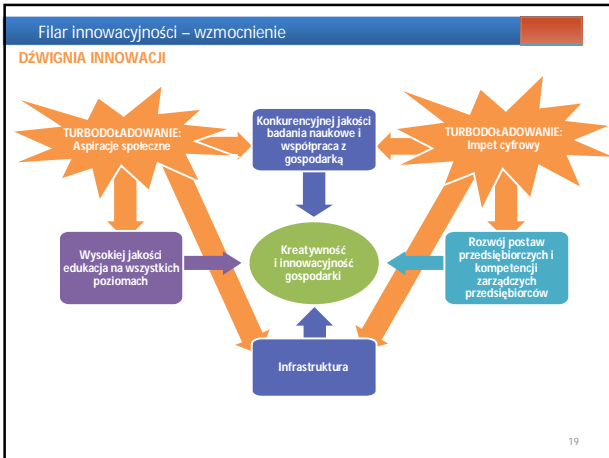 Filar innowacyjności – wzmocnienie
DŹWIGNIA INNOWACJI
TURBODOŁADOWANIE:
Aspiracje społeczne
Konkurencyjnej jakości
badania naukowe i
współpraca z
gospodarką
TURBODOŁADOWANIE:
Impet cyfrowy
Wysokiej jakości
edukacja na wszystkich
poziomach
Kreatywność
i innowacyjność
gospodarki
Rozwój postaw
przedsiębiorczych i
kompetencji
zarządczych
przedsiębiorców
Infrastruktura
19